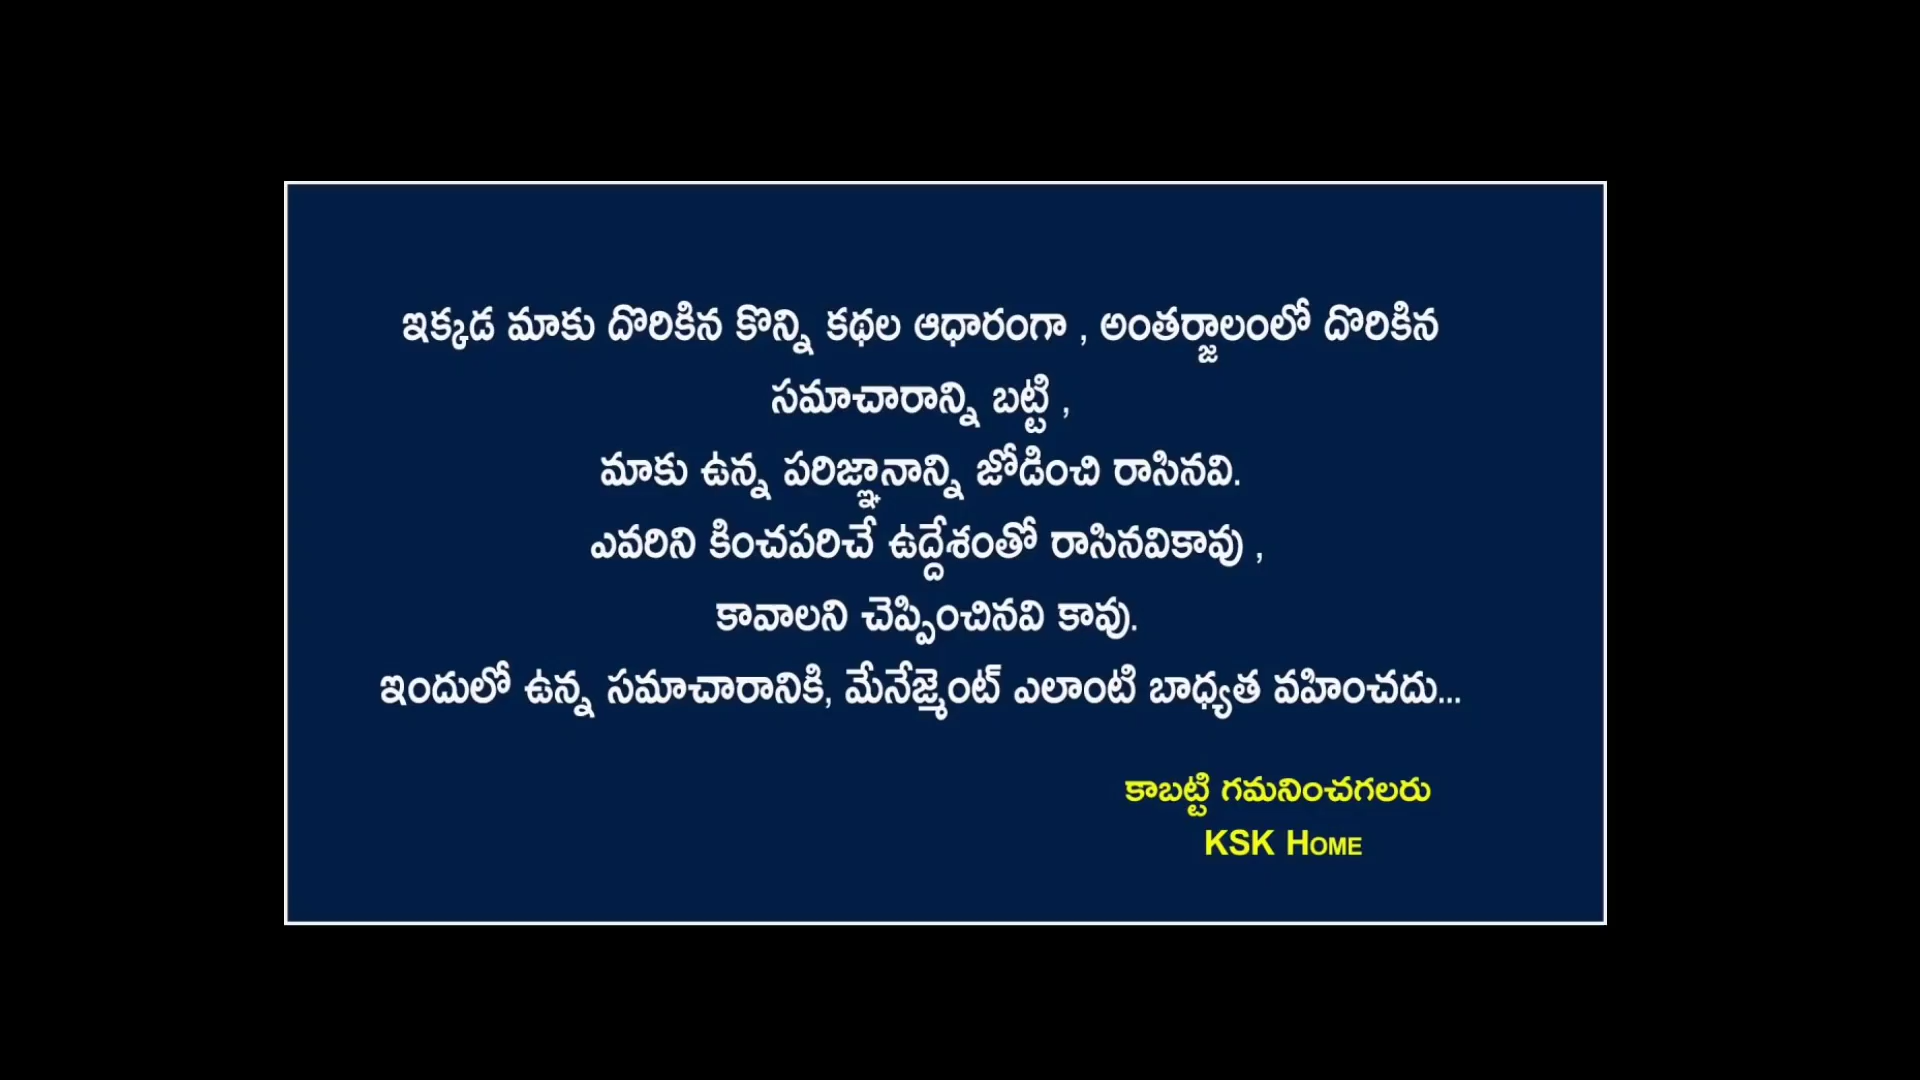 ఇక్కడ మాకు దొరికిన కొన్ని కథల ఆధారంగా , అంతర్జాలంలో దొరికిన
సమాచారాన్ని బట్టి ,
మాకు ఉన్న పరిజ్ఞానాన్ని జోడించి రాసినవి.
ఎవరిని కించపరిచే ఉద్దేశంతో రాసినవికావు ,
కావాలని చెప్పించినవి కావు.
ఇందులో ఉన్న సమాచారానికి, మేనేజ్మెంట్ ఎలాంటి బాధ్యత వహించదు...
కాబట్టి గమనించగలరు
KSK HOME